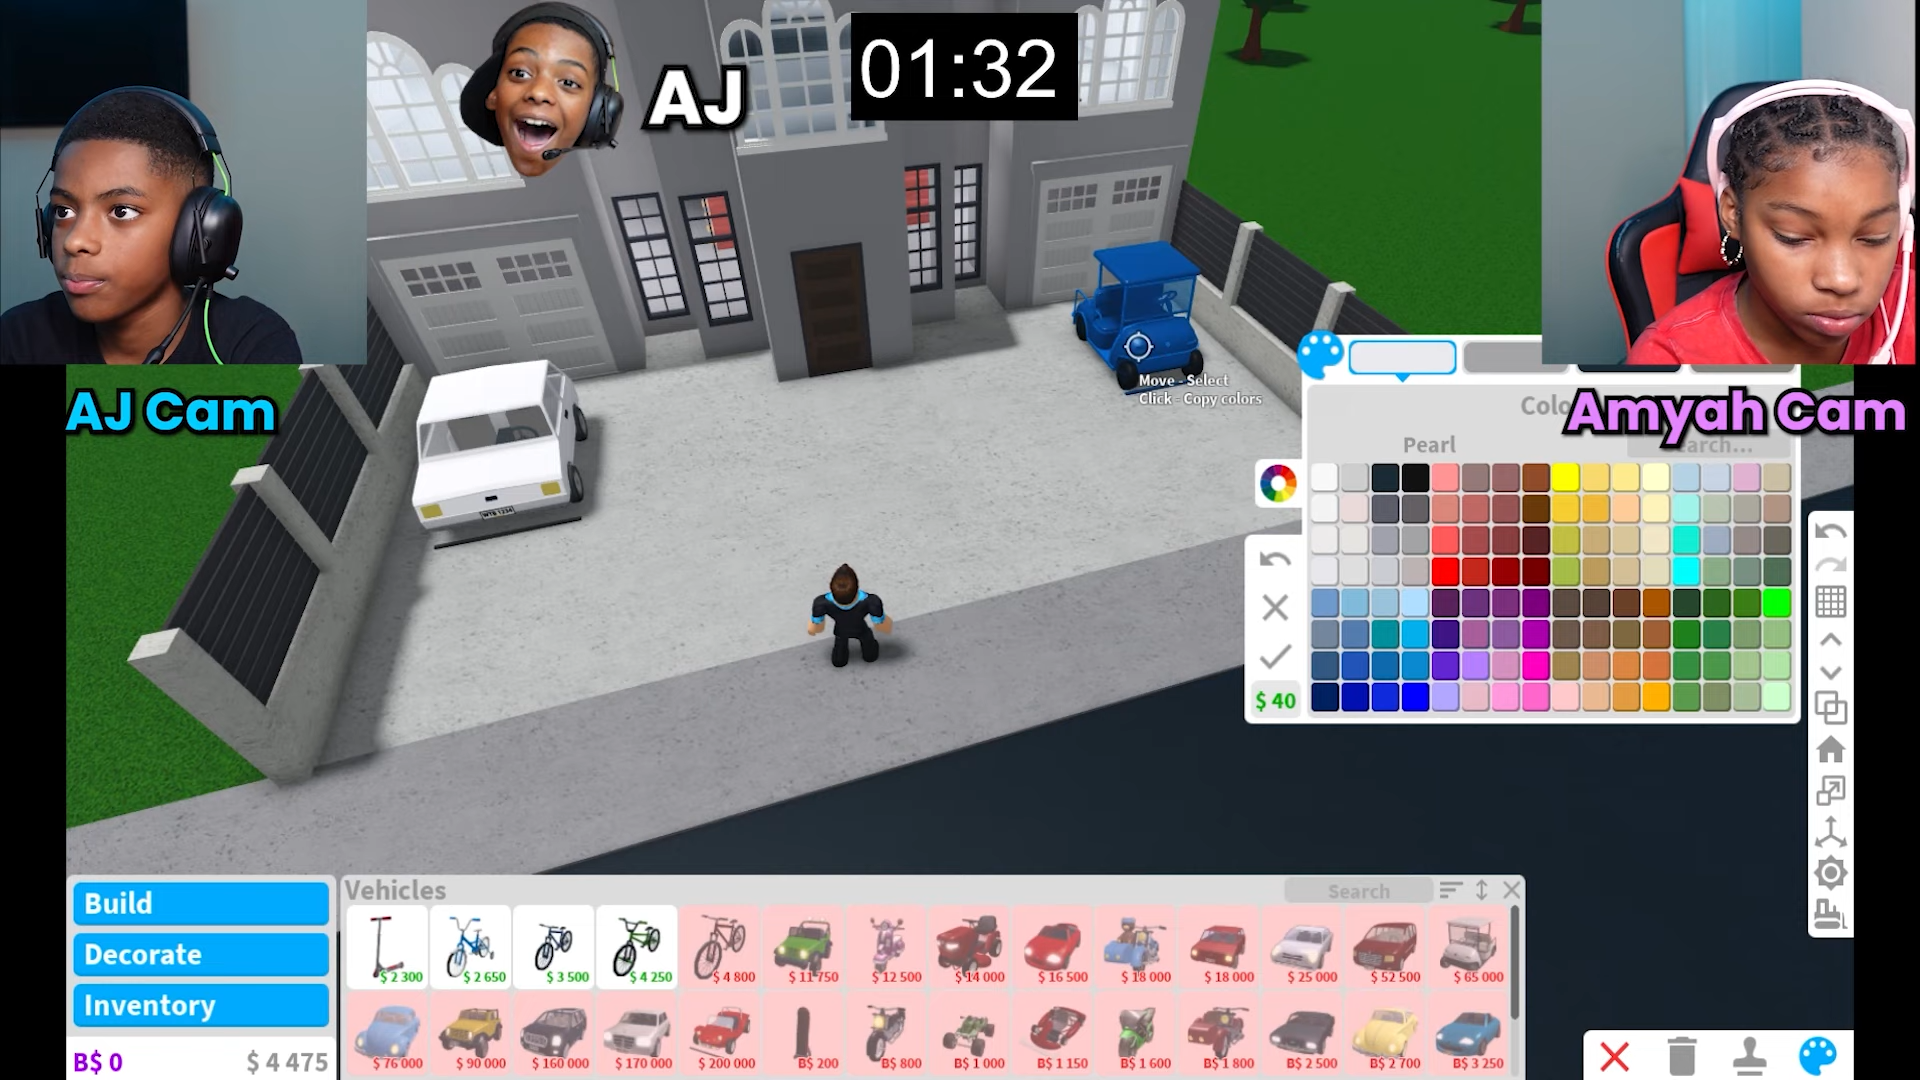 AJ
01:32
AJ Cam
Amyah Cam
Move - Select
Click - Copy colors
Pearl
$ 40
WTB 1234
Build
Decorate
Inventory
B$ 0
$ 4 475
Vehicles
Search
$ 2 300
$ 2 650
$ 3 500
$ 4 250
$ 4 800
$ 11 750
$ 12 500
$ 14 000
$ 16 500
$ 18 000
$ 18 000
$ 25 000
$ 52 500
$ 65 000
$ 76 000
$ 90 000
$ 160 000
$ 170 000
$ 200 000
B$ 200
B$ 800
B$ 1 000
B$ 1 150
B$ 1 600
B$ 1 800
B$ 2 500
B$ 2 700
B$ 3 250